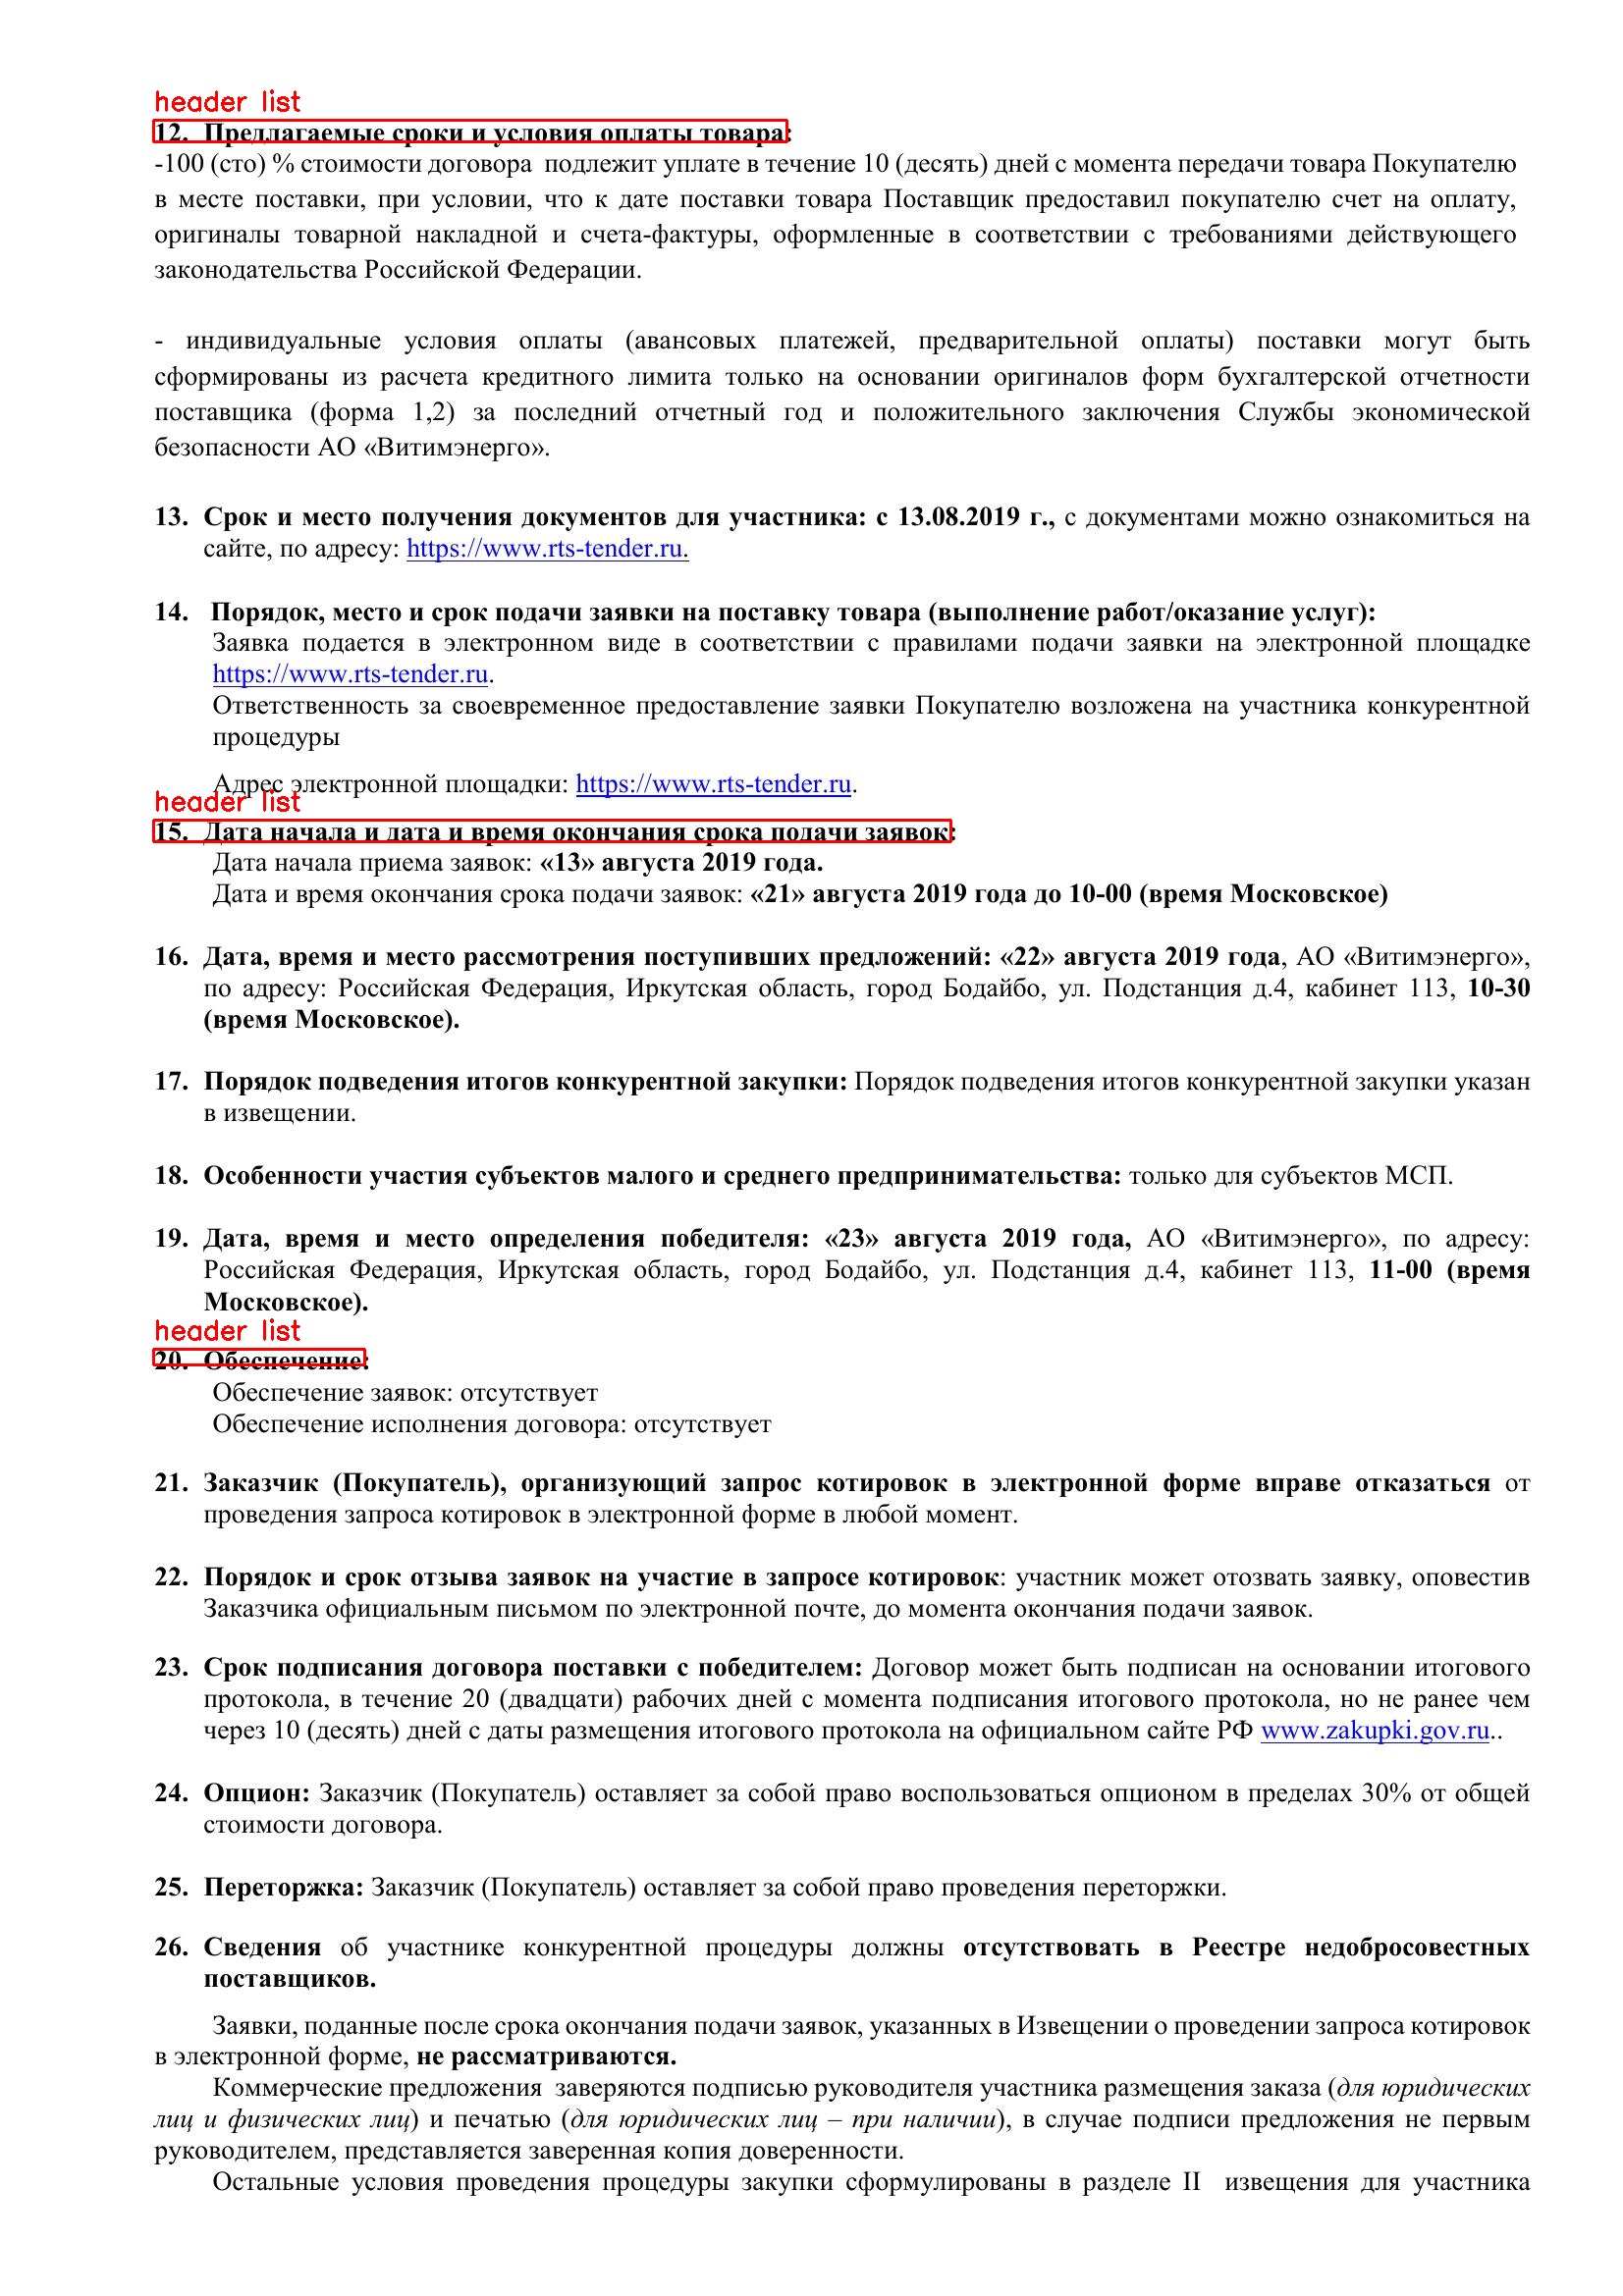 header list
12. Предлагаемые сроки и условия оплаты товара:
-100 (сто) % стоимости договора подлежит уплате в течение 10 (десять) дней с момента передачи товара Покупателю
в месте поставки, при условии, что к дате поставки товара Поставщик предоставил покупателю счет на оплату,
оригиналы товарной накладной и счета-фактуры, оформленные в соответствии с требованиями действующего
законодательства Российской Федерации.
- индивидуальные условия оплаты (авансовых платежей, предварительной оплаты) поставки могут быть
сформированы из расчета кредитного лимита только на основании оригиналов форм бухгалтерской отчетности
поставщика (форма 1,2) за последний отчетный год и положительного заключения Службы экономической
безопасности АО «Витимэнерго».
13. Срок и место получения документов для участника: с 13.08.2019 г., с документами можно ознакомиться на
сайте, по адресу: https://www.rts-tender.ru.
14. Порядок, место и срок подачи заявки на поставку товара (выполнение работ/оказание услуг):
Заявка подается в электронном виде в соответствии с правилами подачи заявки на электронной площадке
https://www.rts-tender.ru.
Ответственность за своевременное предоставление заявки Покупателю возложена на участника конкурентной
процедуры
Адрес электронной площадки: https://www.rts-tender.ru.
header list
15. Дата начала и дата и время окончания срока подачи заявок:
Дата начала приема заявок: «13» августа 2019 года.
Дата и время окончания срока подачи заявок: «21» августа 2019 года до 10-00 (время Московское)
16. Дата, время и место рассмотрения поступивших предложений: «22» августа 2019 года, АО «Витимэнерго»,
по адресу: Российская Федерация, Иркутская область, город Бодайбо, ул. Подстанция д.4, кабинет 113, 10-30
(время Московское).
17. Порядок подведения итогов конкурентной закупки: Порядок подведения итогов конкурентной закупки указан
в извещении.
18. Особенности участия субъектов малого и среднего предпринимательства: только для субъектов МСП.
19. Дата, время и место определения победителя: «23» августа 2019 года, АО «Витимэнерго», по адресу:
Российская Федерация, Иркутская область, город Бодайбо, ул. Подстанция д.4, кабинет 113, 11-00 (время
Московское).
header list
20. Обеспечение:
Обеспечение заявок: отсутствует
Обеспечение исполнения договора: отсутствует
21. Заказчик (Покупатель), организующий запрос котировок в электронной форме вправе отказаться от
проведения запроса котировок в электронной форме в любой момент.
22. Порядок и срок отзыва заявок на участие в запросе котировок: участник может отозвать заявку, оповестив
Заказчика официальным письмом по электронной почте, до момента окончания подачи заявок.
23. Срок подписания договора поставки с победителем: Договор может быть подписан на основании итогового
протокола, в течение 20 (двадцати) рабочих дней с момента подписания итогового протокола, но не ранее чем
через 10 (десять) дней с даты размещения итогового протокола на официальном сайте РФ www.zakupki.gov.ru..
24. Опцион: Заказчик (Покупатель) оставляет за собой право воспользоваться опционом в пределах 30% от общей
стоимости договора.
25. Переторжка: Заказчик (Покупатель) оставляет за собой право проведения переторжки.
26. Сведения об участнике конкурентной процедуры должны отсутствовать в Реестре недобросовестных
поставщиков.
Заявки, поданные после срока окончания подачи заявок, указанных в Извещении о проведении запроса котировок
в электронной форме, не рассматриваются.
Коммерческие предложения заверяются подписью руководителя участника размещения заказа (для юридических
лиц и физических лиц) и печатью (для юридических лиц – при наличии), в случае подписи предложения не первым
руководителем, представляется заверенная копия доверенности.
Остальные условия проведения процедуры закупки сформулированы в разделе II извещения для участника